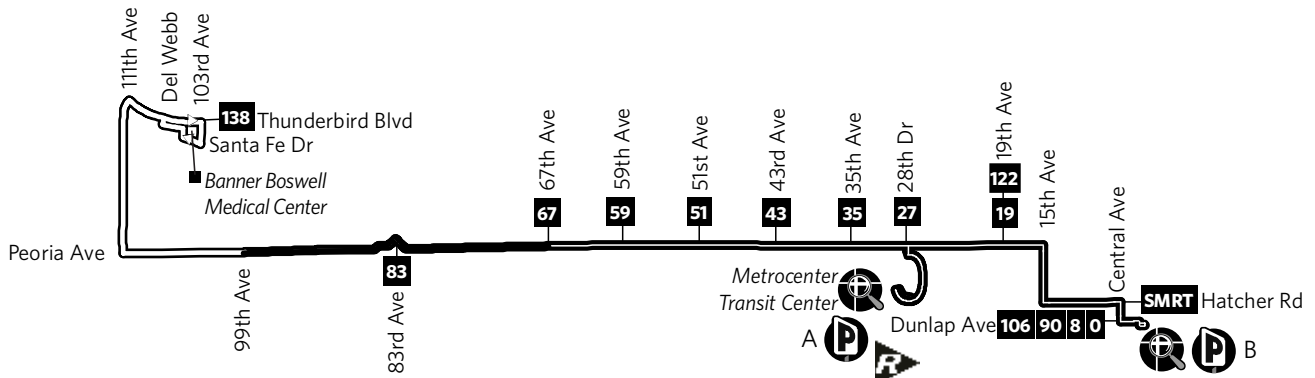 111th Ave
Del Webb
103rd Ave
138 Thunderbird Blvd
Santa Fe Dr
Banner Boswell
Medical Center
Peoria Ave
99th Ave
83
83rd Ave
67th Ave
67
59th Ave
59
51st Ave
51
43rd Ave
43
35th Ave
35
28th Dr
27
19th Ave
122
19
15th Ave
Central Ave
Metrocenter
Transit Center
A P
R
SMRT Hatcher Rd
Dunlap Ave 106 90 8 0
P B